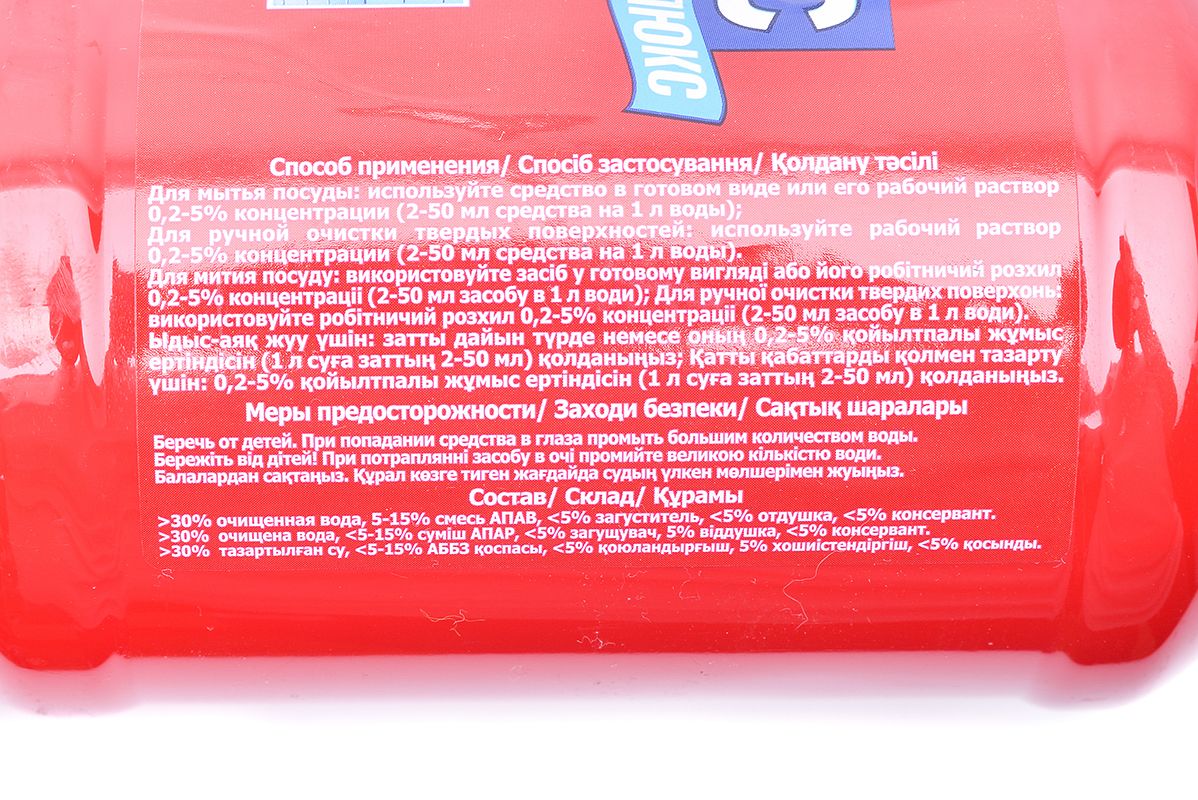 ЛЮКС
С
Способ применения/ Спосіб застосування/ Қолдану тәсілі
Для мытья посуды: используйте средство в готовом виде или его рабочий раствор
0,2-5% концентрации (2-50 мл средства на 1 л воды);
Для ручной очистки твердых поверхностей: используйте рабочий раствор
0,2-5% концентрации (2-50 мл средства на 1 л воды).
Для мития посуду: використовуйте засіб у готовому вигляді або його робітничий розхил
0,2-5% концентраціі (2-50 мл засобу в 1 л води); Для ручної очистки твердих поверхонь:
використовуйте робітничий розхил 0,2-5% концентраціі (2-50 мл засобу в 1 л води).
Ыдыс-аяқ жуу үшін: затты дайын түрде немесе оның 0,2-5% қойылтпалы жұмыс
ертіндісін (1 л суға заттың 2-50 мл) қолданыңыз; Қатты қабаттарды қолмен тазарту
үшін: 0,2-5% қойылтпалы жұмыс ертіндісін (1 л суға заттың 2-50 мл) қолданыңыз.
Меры предосторожности/ Заходи безпеки/ Сақтық шаралары
Беречь от детей. При попадании средства в глаза промыть большим количеством воды.
Бережіть від дітей! При потраплянні засобу в очі промийте великою кількістю води.
Балалардан сақтаңыз. Құрал көзге тиген жағдайда судың үлкен мөлшерімен жуыңыз.
Состав/ Склад/ Құрамы
>30% очищенная вода, 5-15% смесь АПАВ, <5% загуститель, <5% отдушка, <5% консервант.
>30% очищена вода, <5-15% суміш АПАР, <5% загущувач, 5% віддушка, <5% консервант.
>30% тазартылған су, <5-15% АББЗ қоспасы, <5% қоюландырғыш, 5% хошиістендіргіш, <5% қосынды.